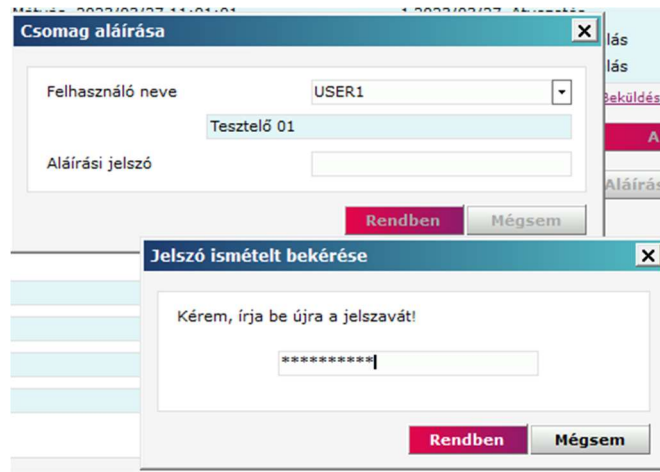 Csomag aláírása
lás
lás
Felhasználó neve USER1
Beküldés
Tesztelő 01
A
Aláírási jelszó
Aláírás
Rendben Mégsem
Jelszó ismételt bekérése
Kérem, írja be újra a jelszavát!
**********
Rendben Mégsem